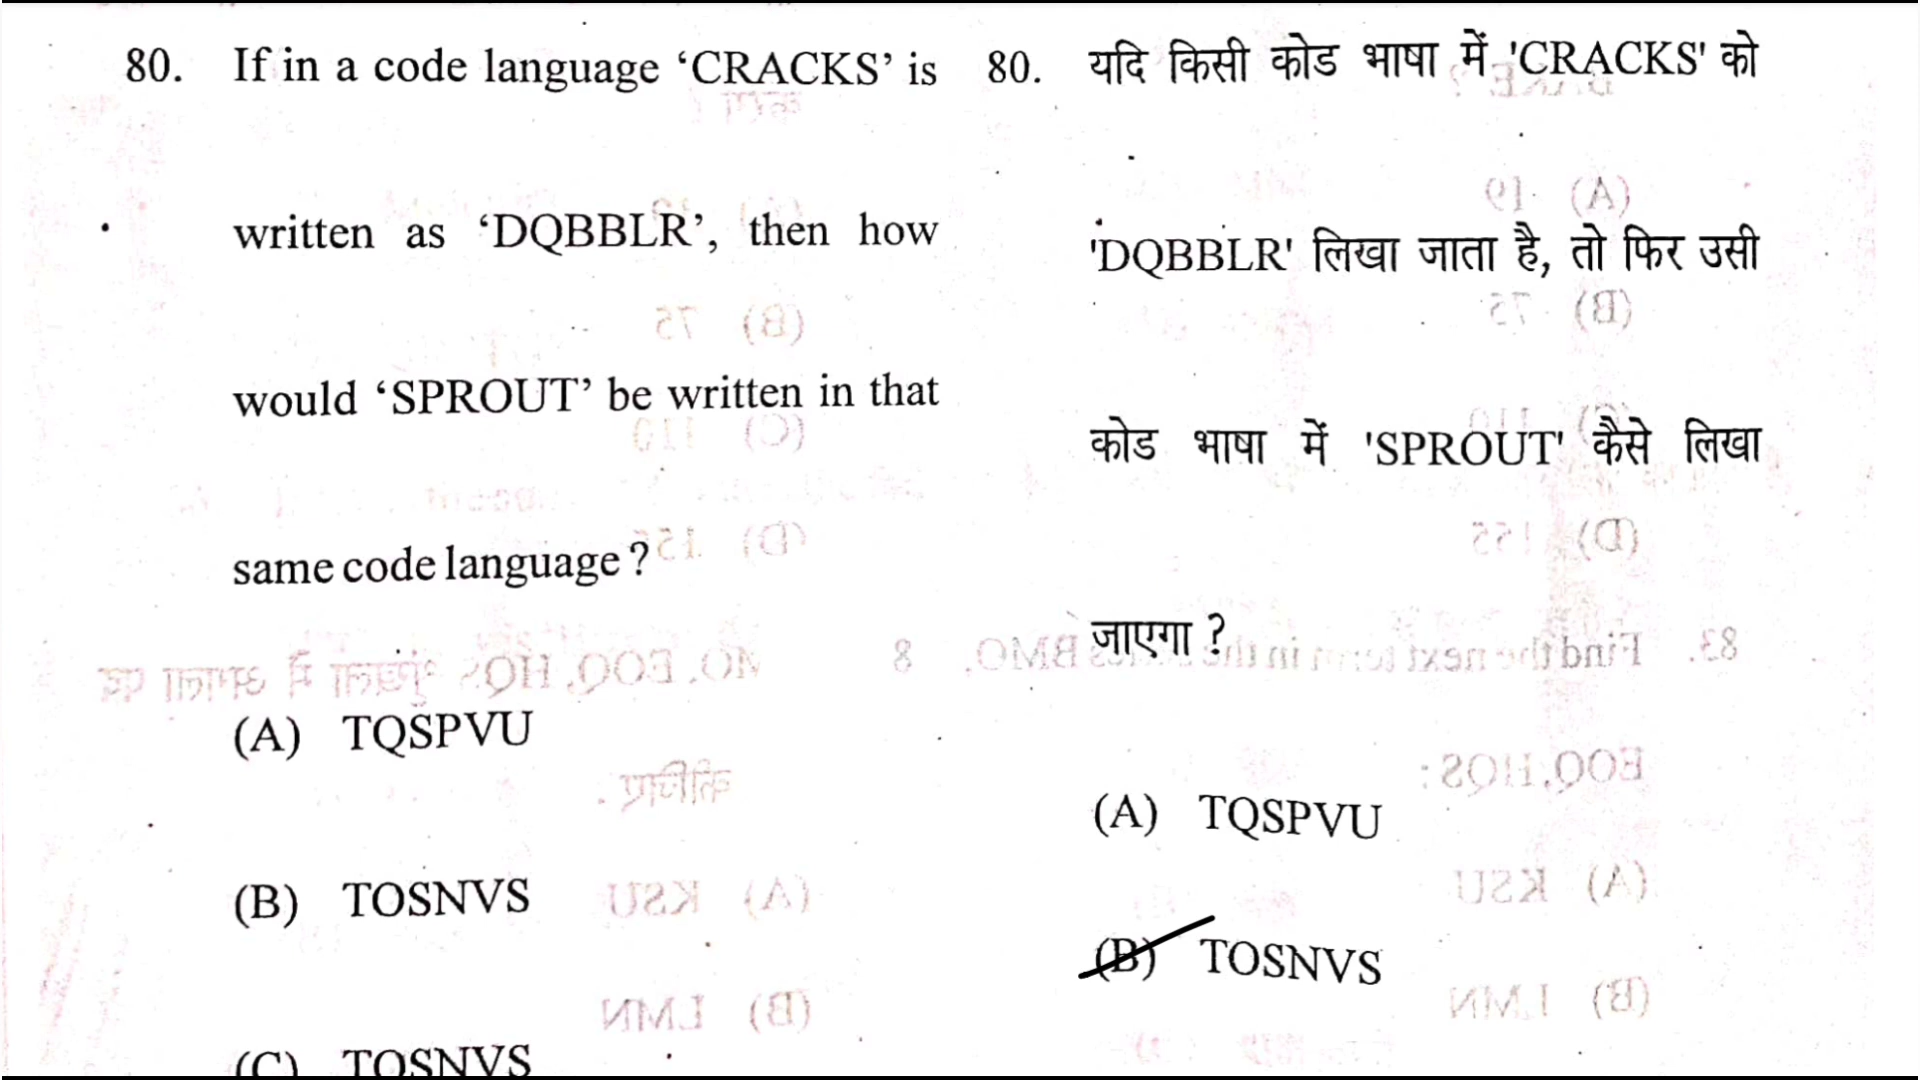 80. If in a code language ‘CRACKS’ is
written as ‘DQBBLR’, then how
would ‘SPROUT’ be written in that
same code language ?
(A) TQSPVU
(B) TOSNVS
(C) TOSNVS
80. यदि किसी कोड भाषा में 'CRACKS' को
'DQBBLR' लिखा जाता है, तो फिर उसी
कोड भाषा में 'SPROUT' कैसे लिखा
जाएगा ?
(A) TQSPVU
(B) TOSNVS